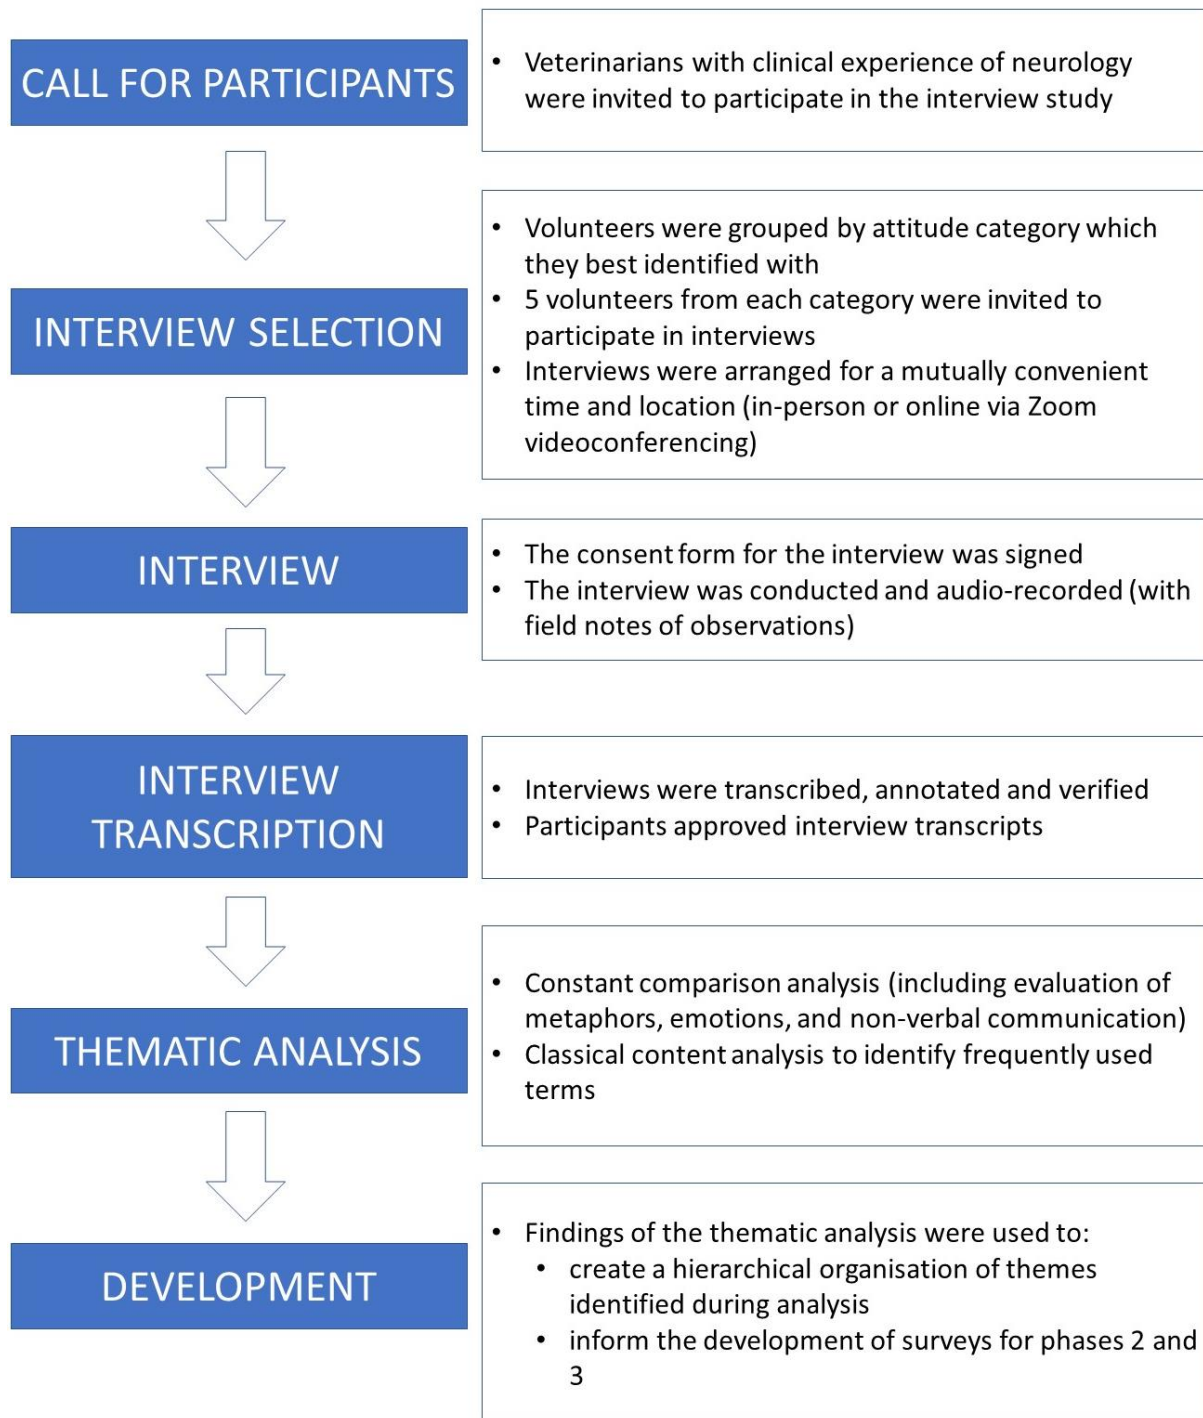 CALL FOR PARTICIPANTS
• Veterinarians with clinical experience of neurology
were invited to participate in the interview study
INTERVIEW SELECTION
• Volunteers were grouped by attitude category which
they best identified with
• 5 volunteers from each category were invited to
participate in interviews
• Interviews were arranged for a mutually convenient
time and location (in-person or online via Zoom
videoconferencing)
INTERVIEW
• The consent form for the interview was signed
• The interview was conducted and audio-recorded (with
field notes of observations)
INTERVIEW
TRANSCRIPTION
• Interviews were transcribed, annotated and verified
• Participants approved interview transcripts
THEMATIC ANALYSIS
• Constant comparison analysis (including evaluation of
metaphors, emotions, and non-verbal communication)
• Classical content analysis to identify frequently used
terms
DEVELOPMENT
• Findings of the thematic analysis were used to:
• create a hierarchical organisation of themes
identified during analysis
• inform the development of surveys for phases 2 and
3